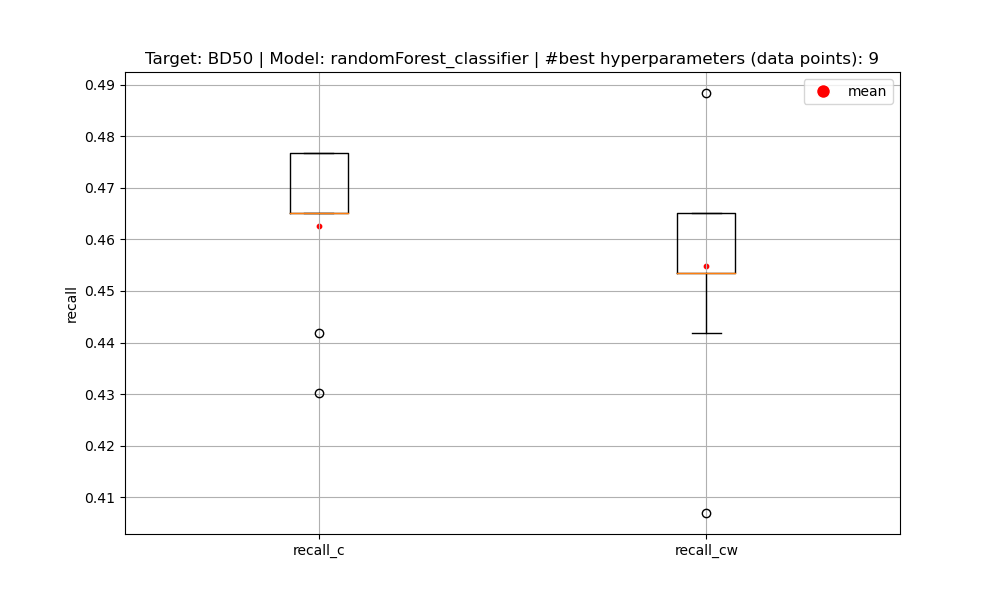 Target: BD50 | Model: randomForest_classifier | #best hyperparameters (data points): 9
mean
0.49
0.48
0.47
0.46
0.45
0.44
0.43
0.42
0.41
recall
recall_c
recall_cw